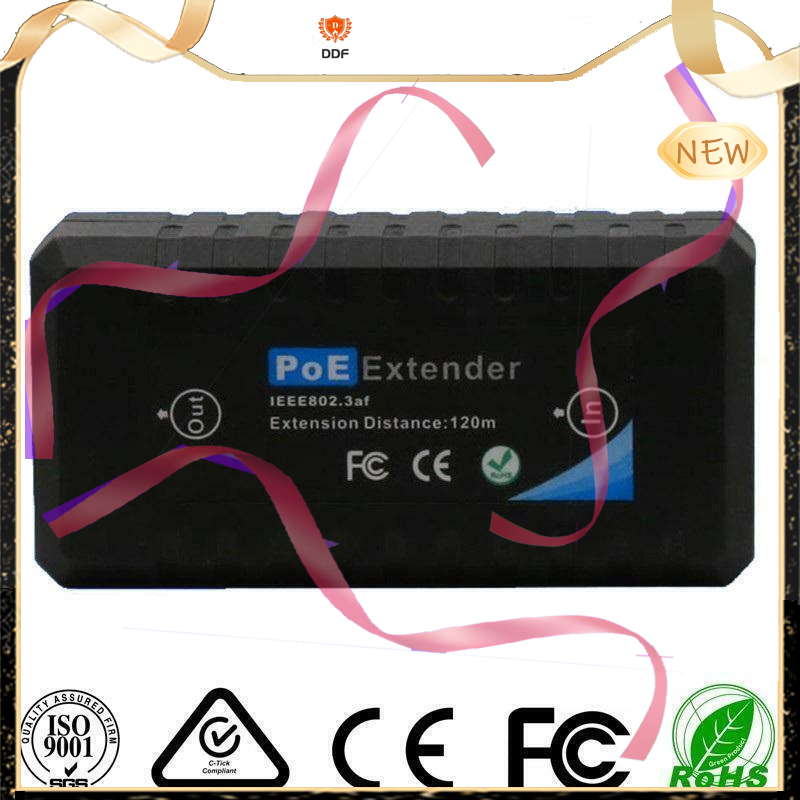 D
DDF
NEW
PoE Extender
IEEE802.3af
Extension Distance:120m
Out
In
FC CE RoHS
QUALITY ASSURED FIRM
ISO
9001
SGS
C-Tick
Compliant
CE
FC
Green Product
RoHS